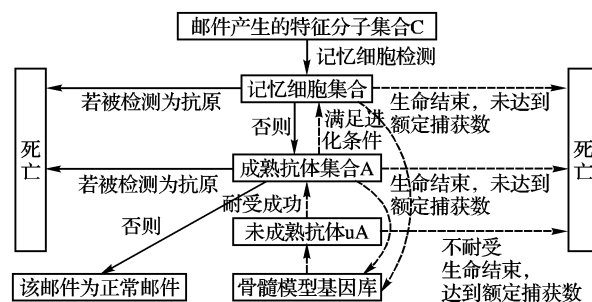 邮件产生的特征分子集合C
记忆细胞检测
记忆细胞集合
若被检测为抗原
生命结束，未达到
额定捕获数
否则
满足进
化条件
死亡
死亡
成熟抗体集合A
若被检测为抗原
生命结束，未达到
额定捕获数
否则
耐受成功
未成熟抗体uA
不耐受
生命结束，
达到额定捕获数
该邮件为正常邮件
骨髓模型基因库